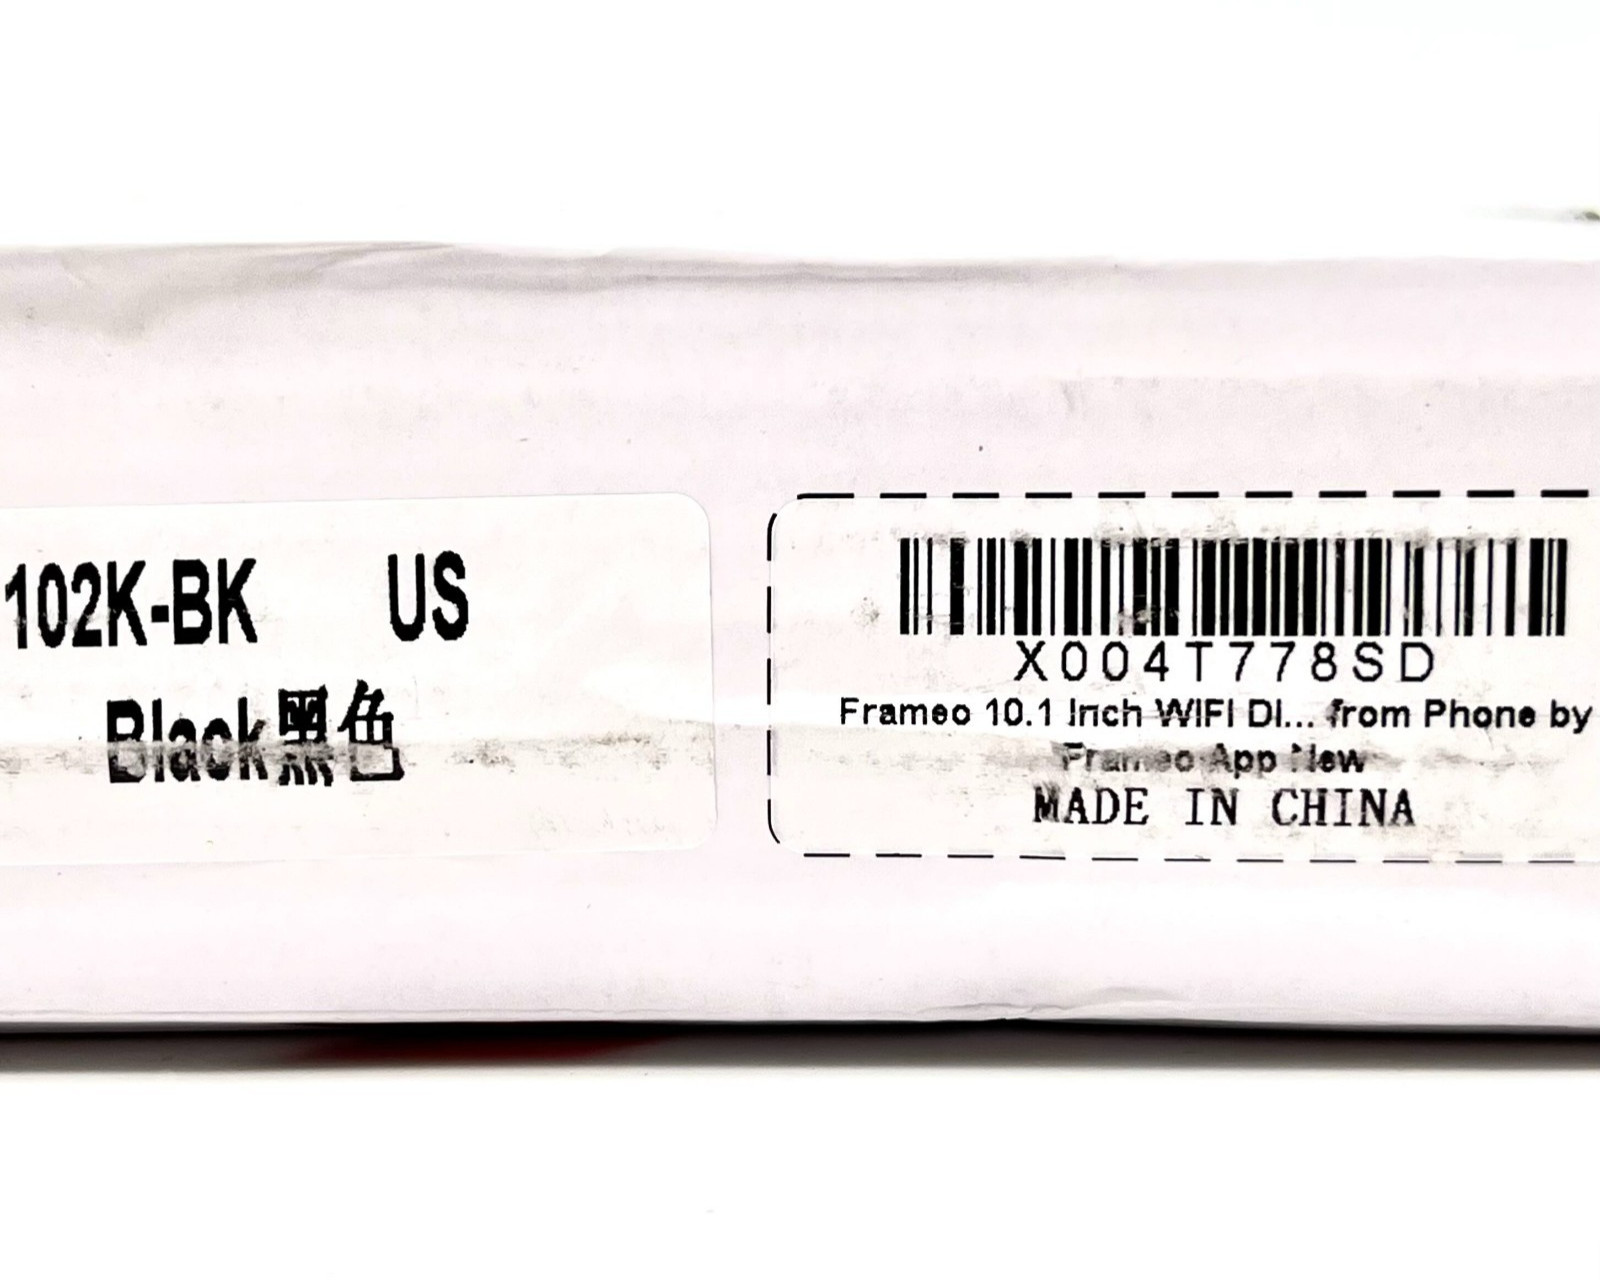 102K-BK US
Black黑色
X004T778SD
Frameo 10.1 Inch WIFI Di... from Phone by
Frameo App New
MADE IN CHINA